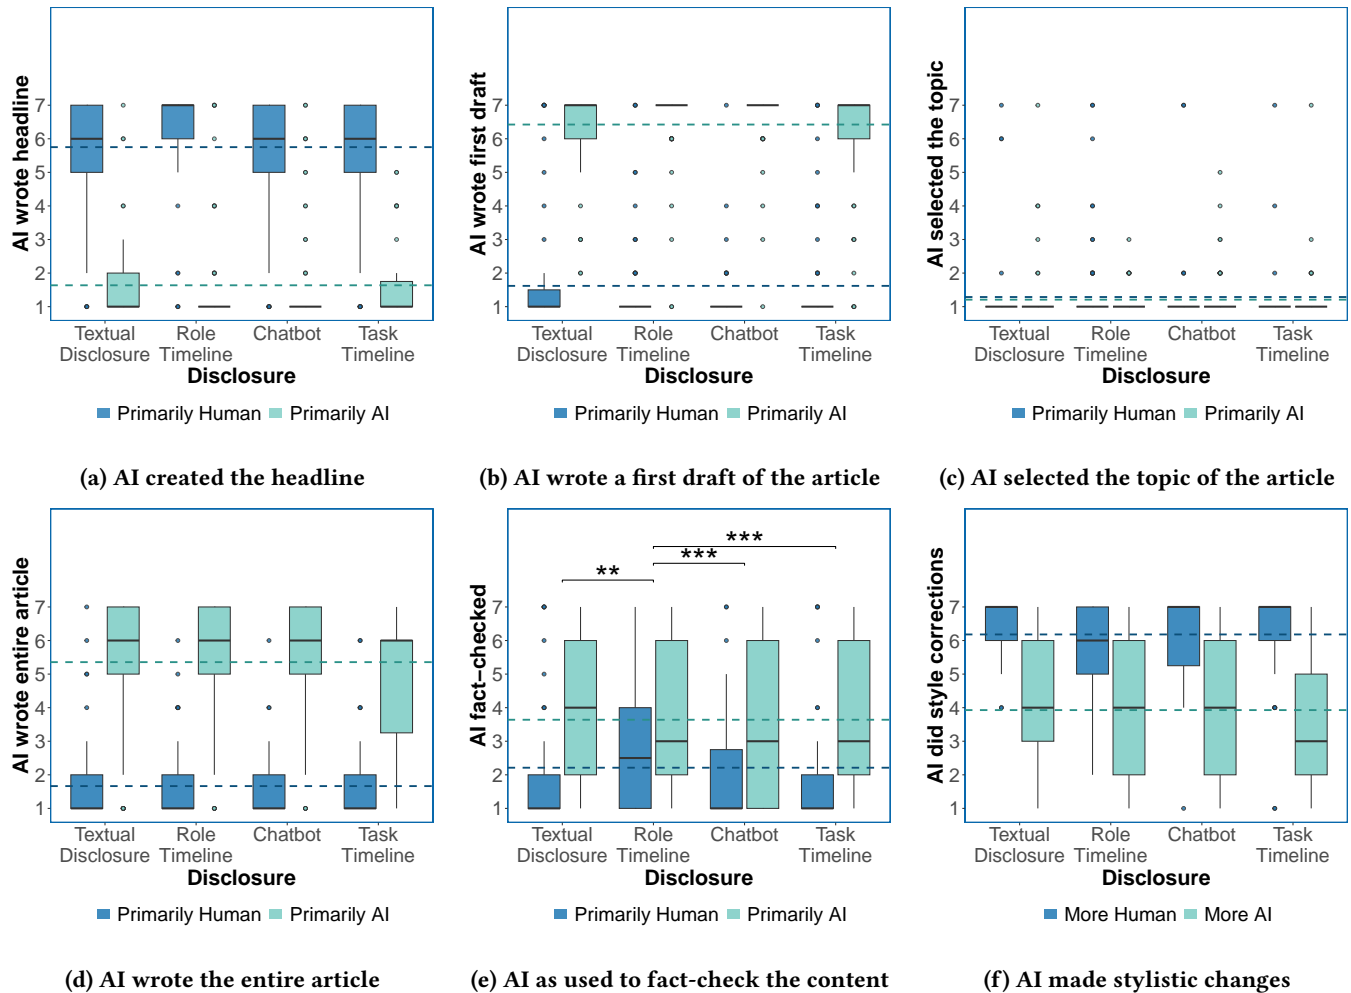 AI wrote headline
7
6
5
4
3
2
1
Textual Disclosure
Role Timeline
Chatbot
Task Timeline
Disclosure
Primarily Human Primarily AI
(a) AI created the headline
AI wrote first draft
7
6
5
4
3
2
1
Textual Disclosure
Role Timeline
Chatbot
Task Timeline
Disclosure
Primarily Human Primarily AI
(b) AI wrote a first draft of the article
AI selected the topic
7
6
5
4
3
2
1
Textual Disclosure
Role Timeline
Chatbot
Task Timeline
Disclosure
Primarily Human Primarily AI
(c) AI selected the topic of the article
AI wrote entire article
7
6
5
4
3
2
1
Textual Disclosure
Role Timeline
Chatbot
Task Timeline
Disclosure
Primarily Human Primarily AI
(d) AI wrote the entire article
AI fact−checked
***
***
**
7
6
5
4
3
2
1
Textual Disclosure
Role Timeline
Chatbot
Task Timeline
Disclosure
Primarily Human Primarily AI
(e) AI as used to fact-check the content
AI did style corrections
7
6
5
4
3
2
1
Textual Disclosure
Role Timeline
Chatbot
Task Timeline
Disclosure
More Human More AI
(f) AI made stylistic changes